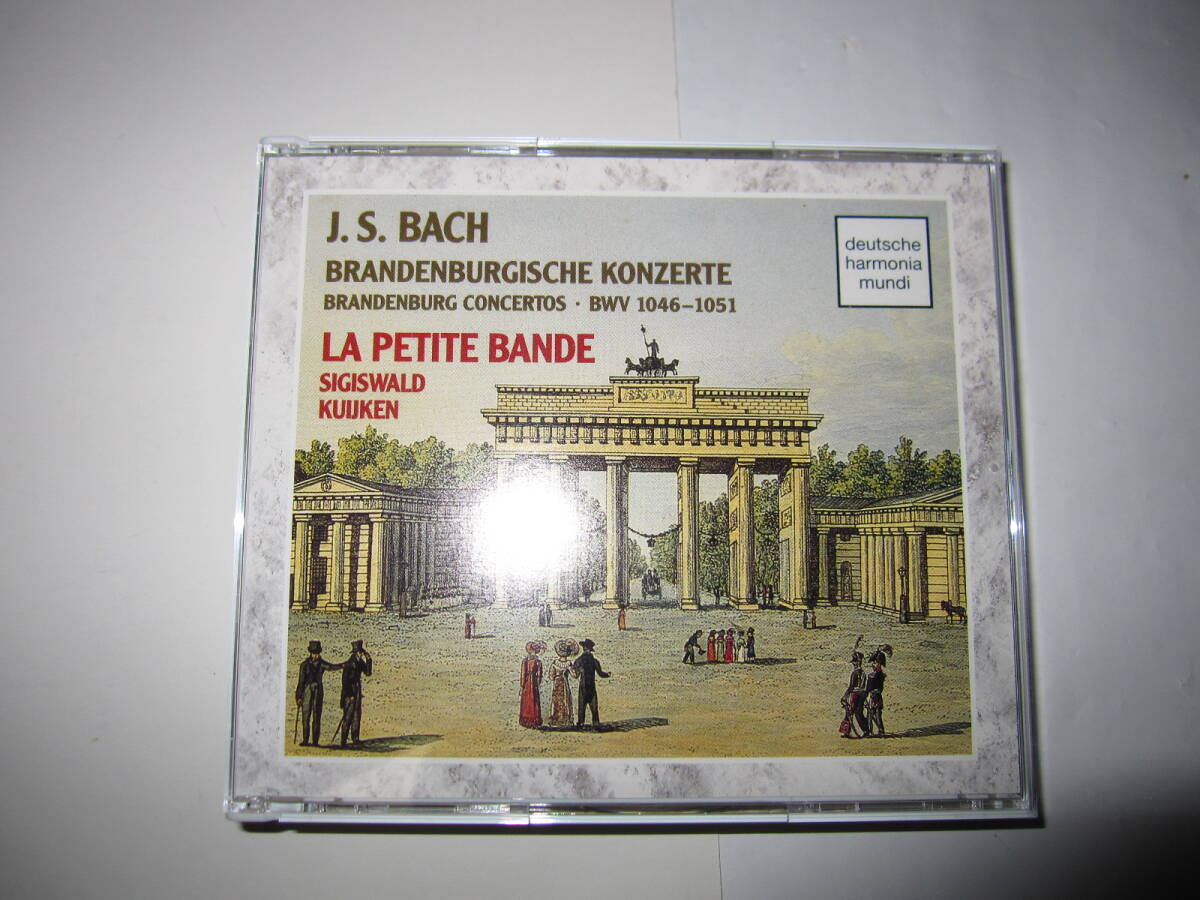 J. S. BACH
BRANDENBURGISCHE KONZERTE
BRANDENBURG CONCERTOS · BWV 1046–1051
LA PETITE BANDE
SIGISWALD
KUIJKEN
deutsche
harmonia
mundi